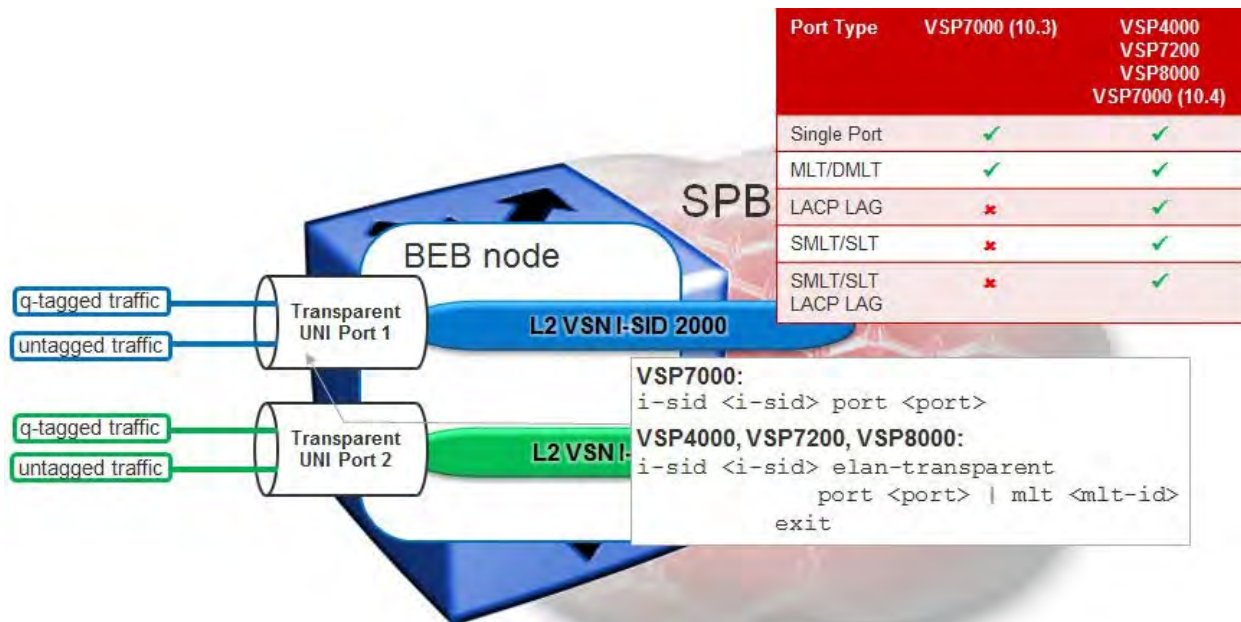 Port Type VSP7000 (10.3) VSP4000
VSP7200
VSP8000
VSP7000 (10.4)
Single Port ✓ ✓
MLT/DMLT ✓ ✓
LACP LAG ✖ ✓
SMLT/SLT ✖ ✓
SMLT/SLT ✖ ✓
LACP LAG
SPB
BEB node
q-tagged traffic
untagged traffic
Transparent
UNI Port 1
L2 VSN I-SID 2000
q-tagged traffic
untagged traffic
Transparent
UNI Port 2
L2 VSN I-
VSP7000:
i-sid <i-sid> port <port>
VSP4000, VSP7200, VSP8000:
i-sid <i-sid> elan-transparent
port <port> | mlt <mlt-id>
exit